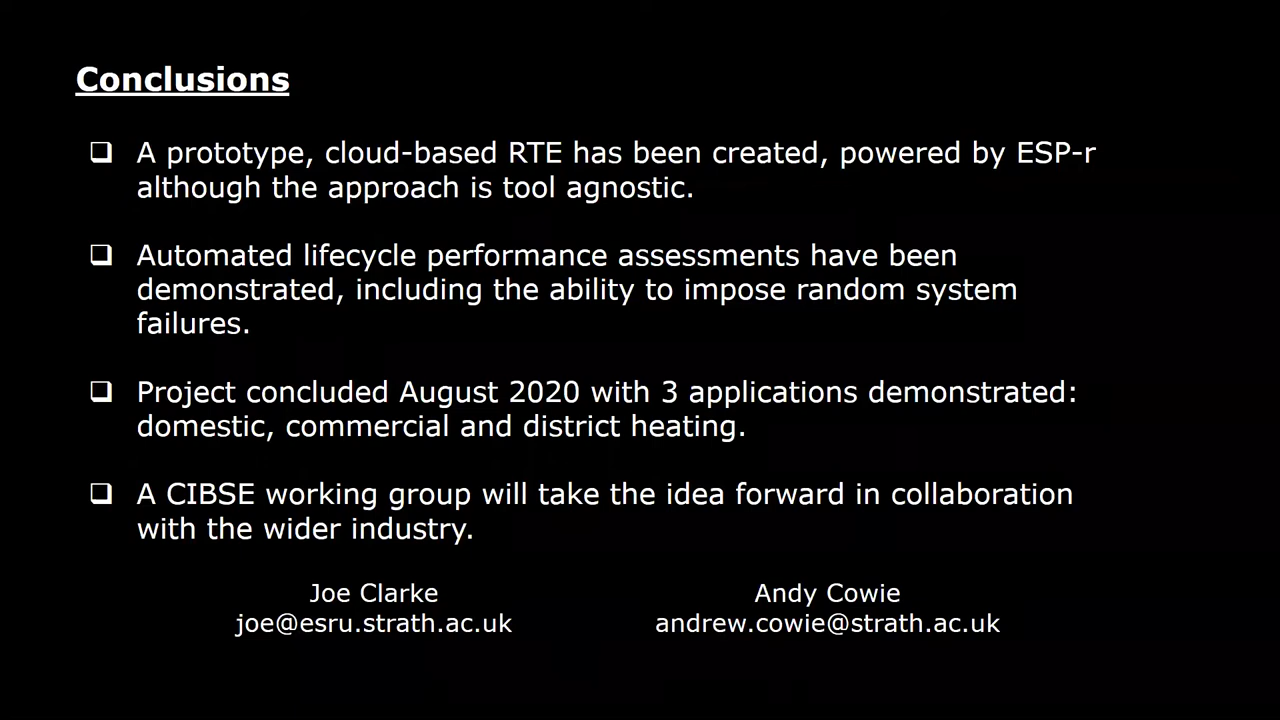 Conclusions
❑ A prototype, cloud-based RTE has been created, powered by ESP-r
although the approach is tool agnostic.
❑ Automated lifecycle performance assessments have been
demonstrated, including the ability to impose random system
failures.
❑ Project concluded August 2020 with 3 applications demonstrated:
domestic, commercial and district heating.
❑ A CIBSE working group will take the idea forward in collaboration
with the wider industry.
Joe Clarke
joe@esru.strath.ac.uk
Andy Cowie
andrew.cowie@strath.ac.uk